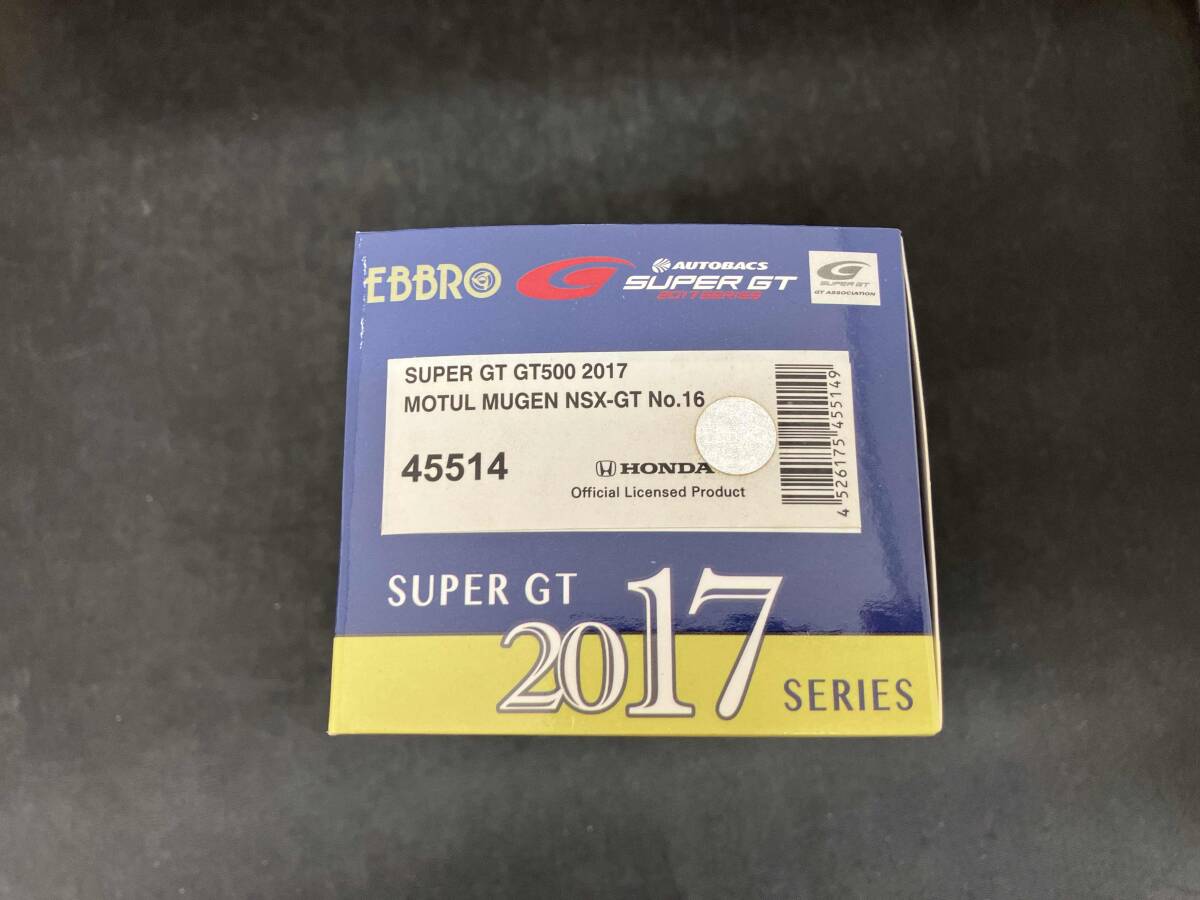 EBBRO
AUTOBACS
SUPER GT
2017 SERIES
SUPER GT
GT ASSOCIATION
SUPER GT GT500 2017
MOTUL MUGEN NSX-GT No.16
45514
HONDA
Official Licensed Product
4 526175 455149
SUPER GT
2017
SERIES